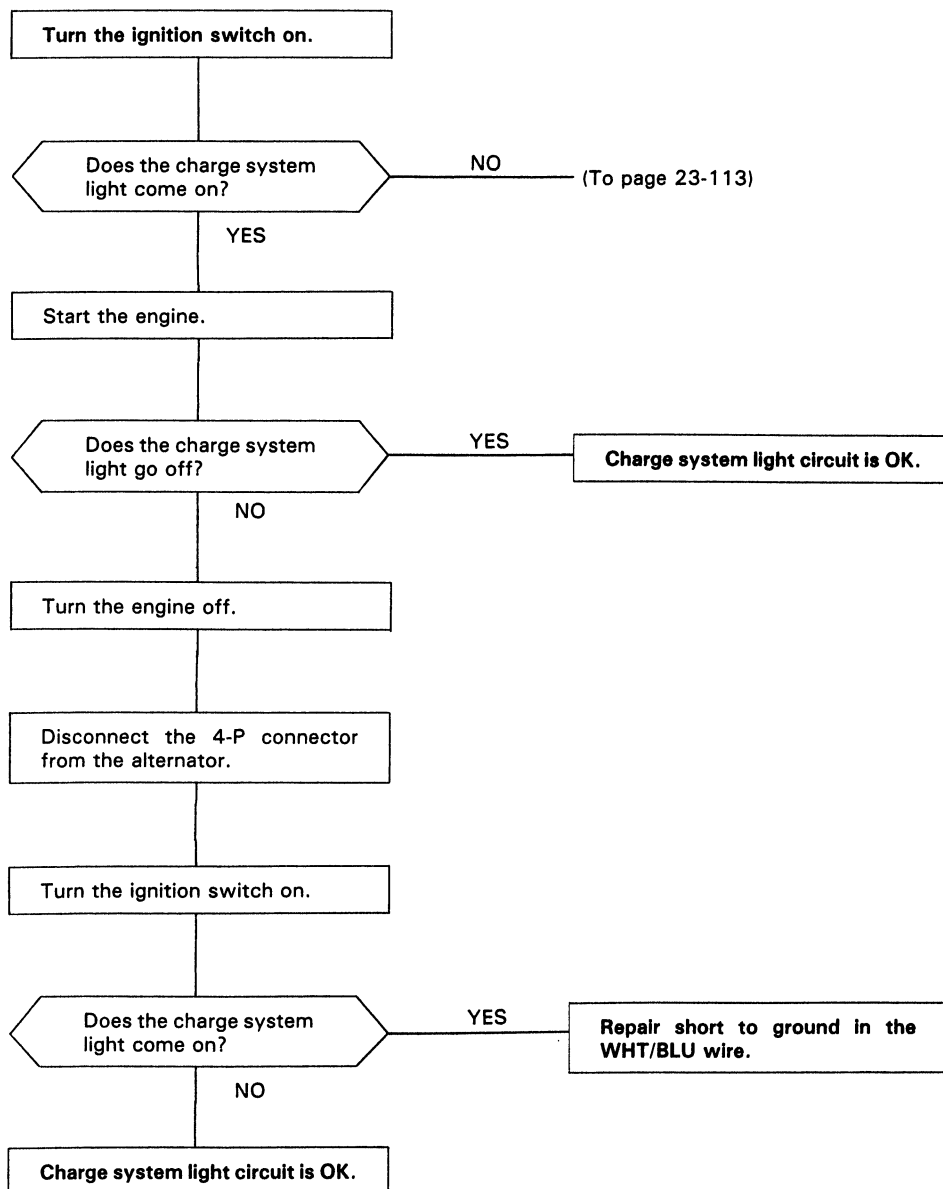 Turn the ignition switch on.
Does the charge system
light come on?
NO
(To page 23-113)
YES
Start the engine.
Does the charge system
light go off?
YES
Charge system light circuit is OK.
NO
Turn the engine off.
Disconnect the 4-P connector
from the alternator.
Turn the ignition switch on.
Does the charge system
light come on?
YES
Repair short to ground in the
WHT/BLU wire.
NO
Charge system light circuit is OK.